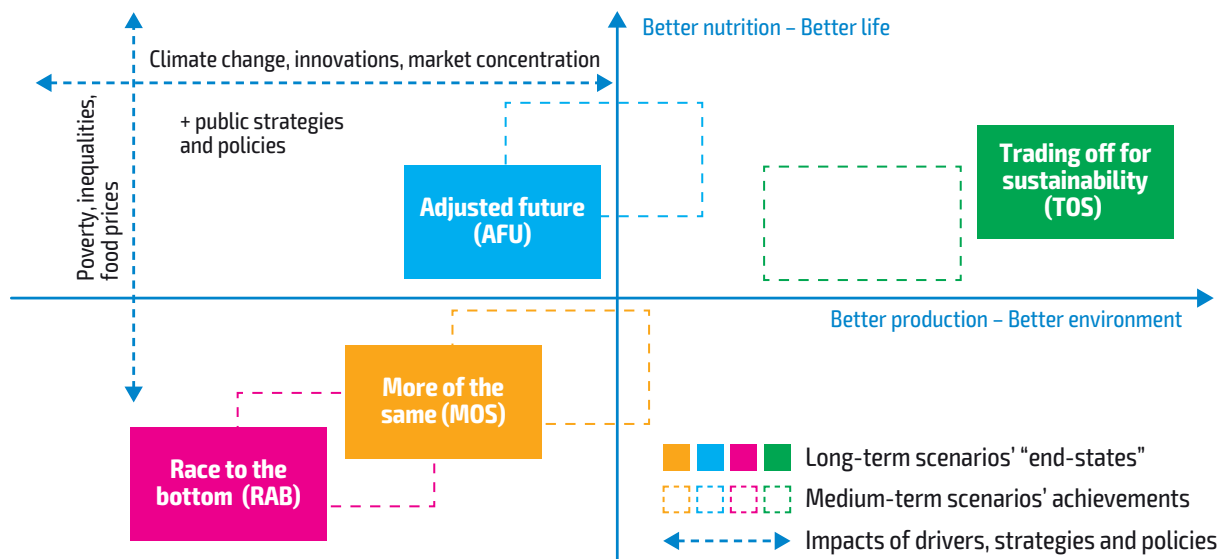 Better nutrition – Better life
Climate change, innovations, market concentration
+ public strategies
and policies
Poverty, inequalities,
food prices
Trading off for
sustainability
(TOS)
Adjusted future
(AFU)
Better production – Better environment
More of the
same (MOS)
Race to the
bottom (RAB)
Long-term scenarios’ “end-states”
Medium-term scenarios’ achievements
Impacts of drivers, strategies and policies